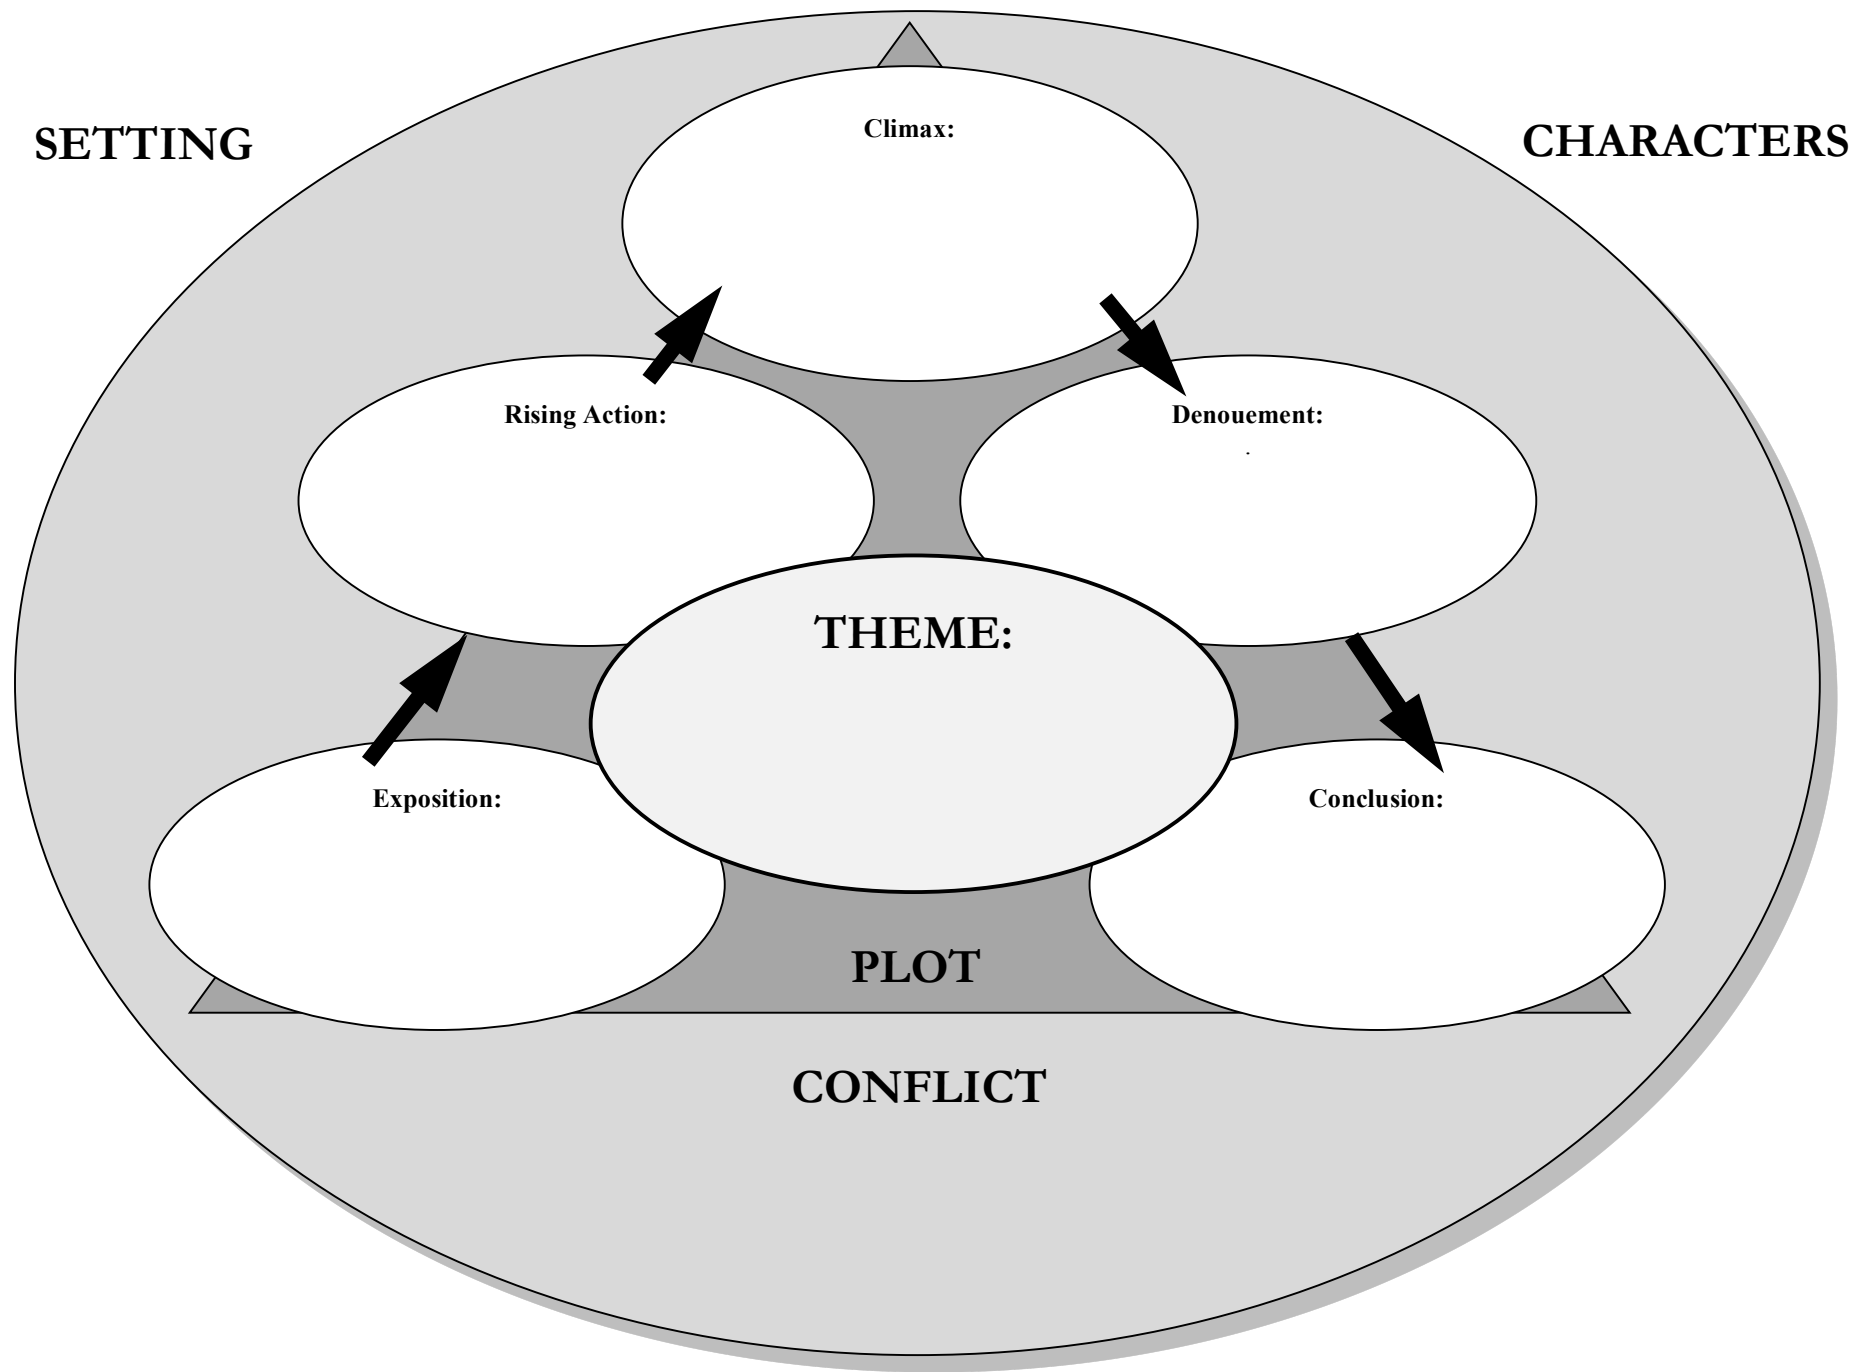 SETTING
CHARACTERS
Climax:
Rising Action:
Denouement:
.
THEME:
Exposition:
Conclusion:
PLOT
CONFLICT